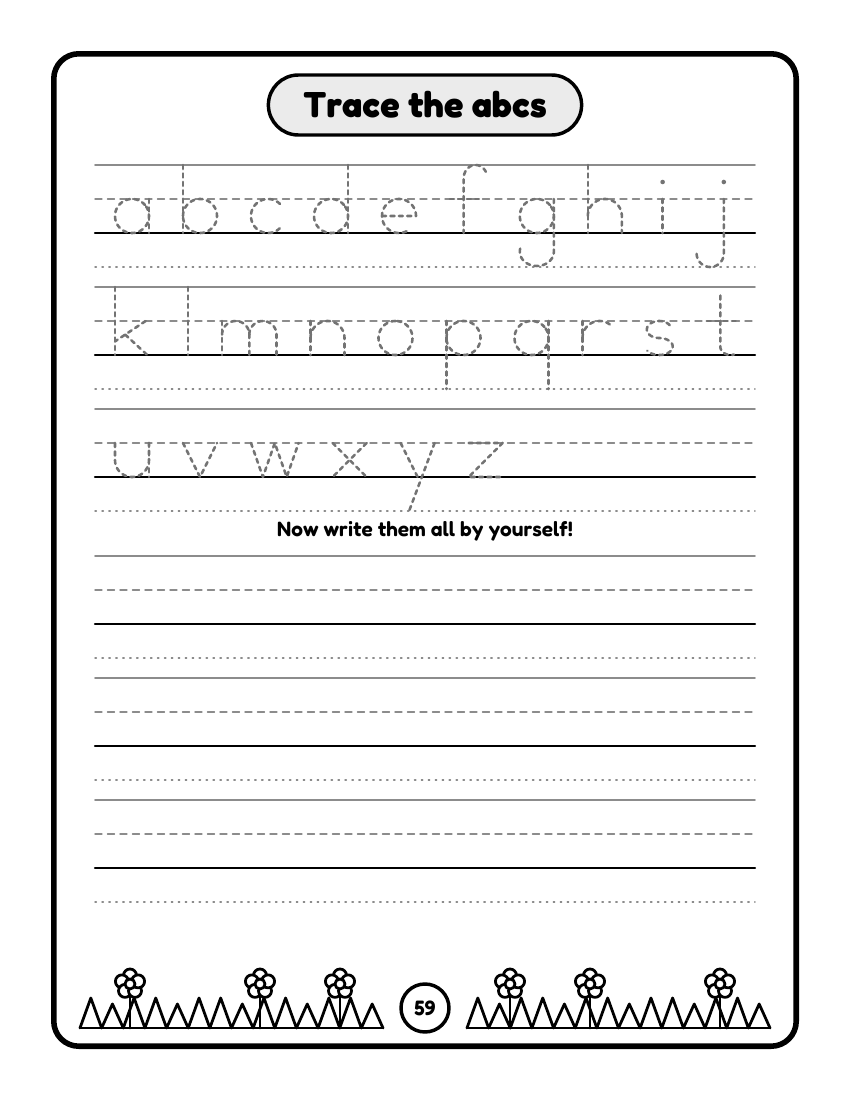 Trace the abcs
a b c d e f g h i j
k l m n o p q r s t
u v w x y z
Now write them all by yourself!
59